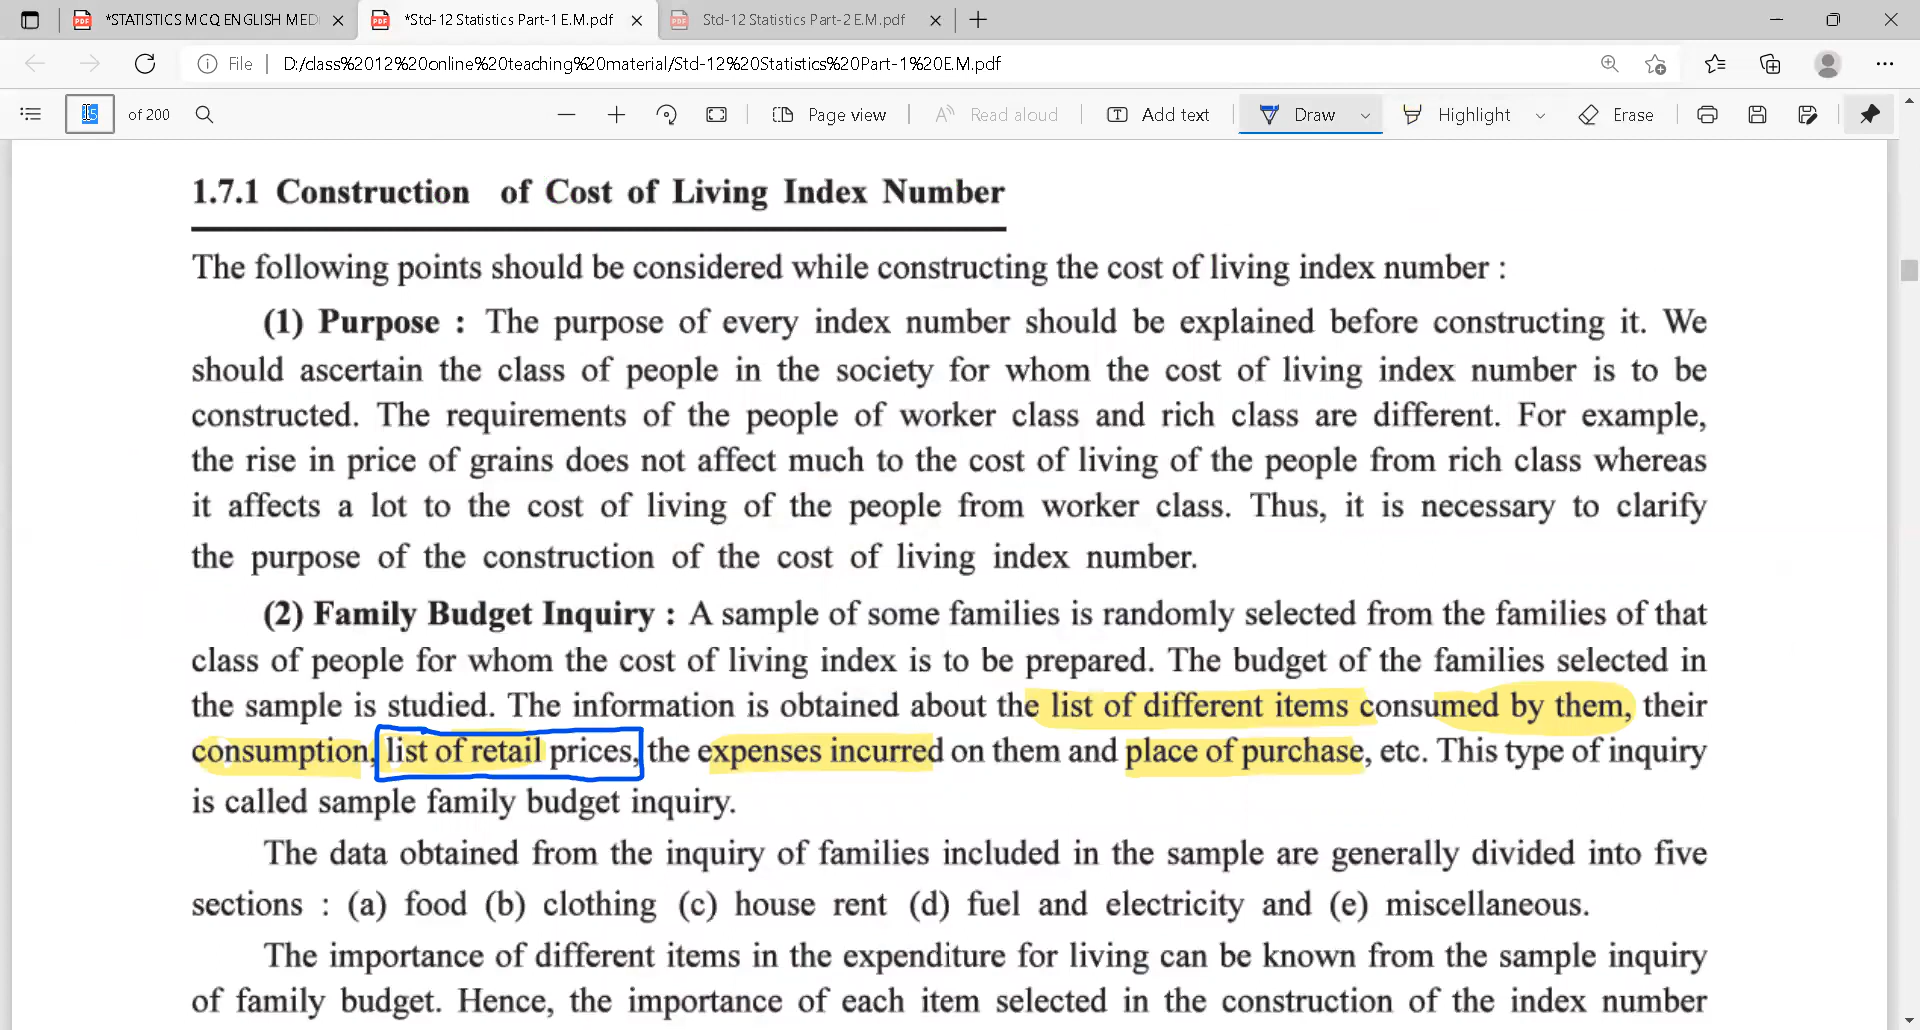 *STATISTICS MCQ ENGLISH MED
*Std-12 Statistics Part-1 E.M.pdf
Std-12 Statistics Part-2 E.M.pdf
File
D:/class%2012%20online%20teaching%20material/Std-12%20Statistics%20Part-1%20E.M.pdf
15 of 200
Page view
Read aloud
Add text
Draw
Highlight
Erase
1.7.1 Construction of Cost of Living Index Number
The following points should be considered while constructing the cost of living index number :
(1) Purpose : The purpose of every index number should be explained before constructing it. We
should ascertain the class of people in the society for whom the cost of living index number is to be
constructed. The requirements of the people of worker class and rich class are different. For example,
the rise in price of grains does not affect much to the cost of living of the people from rich class whereas
it affects a lot to the cost of living of the people from worker class. Thus, it is necessary to clarify
the purpose of the construction of the cost of living index number.
(2) Family Budget Inquiry : A sample of some families is randomly selected from the families of that
class of people for whom the cost of living index is to be prepared. The budget of the families selected in
the sample is studied. The information is obtained about the list of different items consumed by them, their
consumption, list of retail prices, the expenses incurred on them and place of purchase, etc. This type of inquiry
is called sample family budget inquiry.
The data obtained from the inquiry of families included in the sample are generally divided into five
sections : (a) food (b) clothing (c) house rent (d) fuel and electricity and (e) miscellaneous.
The importance of different items in the expenditure for living can be known from the sample inquiry
of family budget. Hence, the importance of each item selected in the construction of the index number